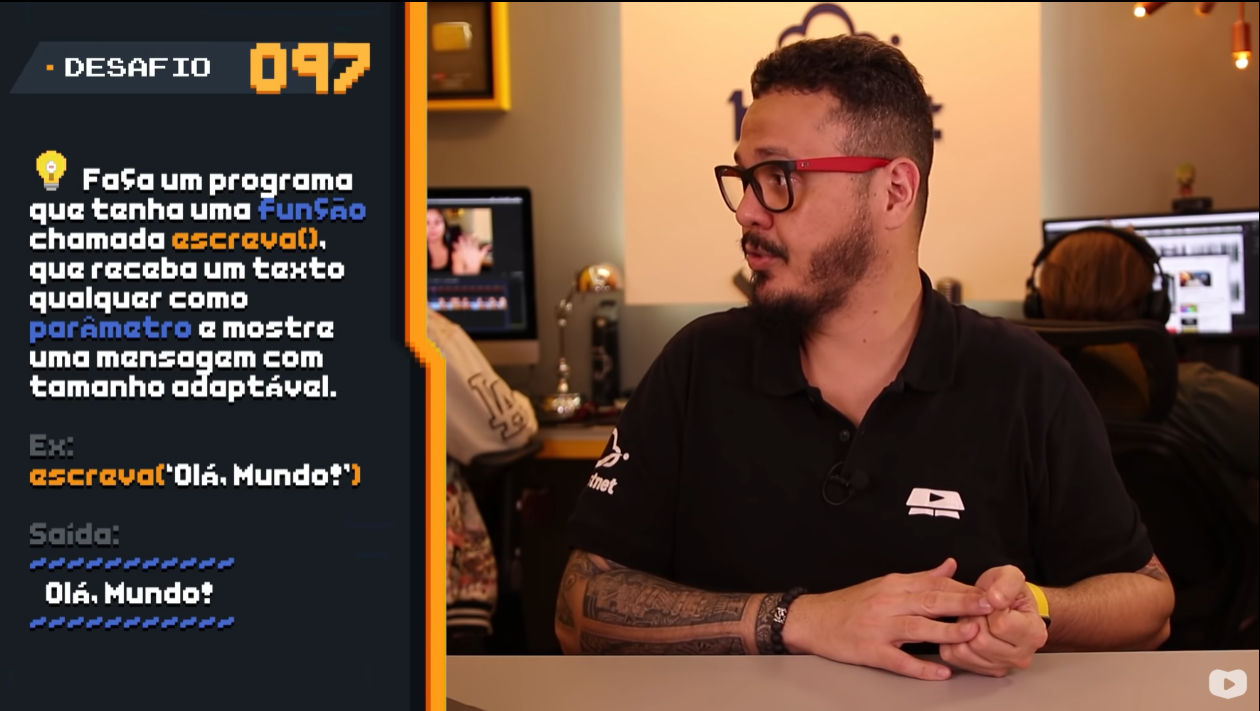 DESAFIO 097
Faça um programa
que tenha uma função
chamada escreva(),
que receba um texto
qualquer como
parâmetro e mostre
uma mensagem com
tamanho adaptável.
Ex:
escreva('Olá, Mundo!')
Saída:
~~~~~~~~~~~
Olá, Mundo!
~~~~~~~~~~~